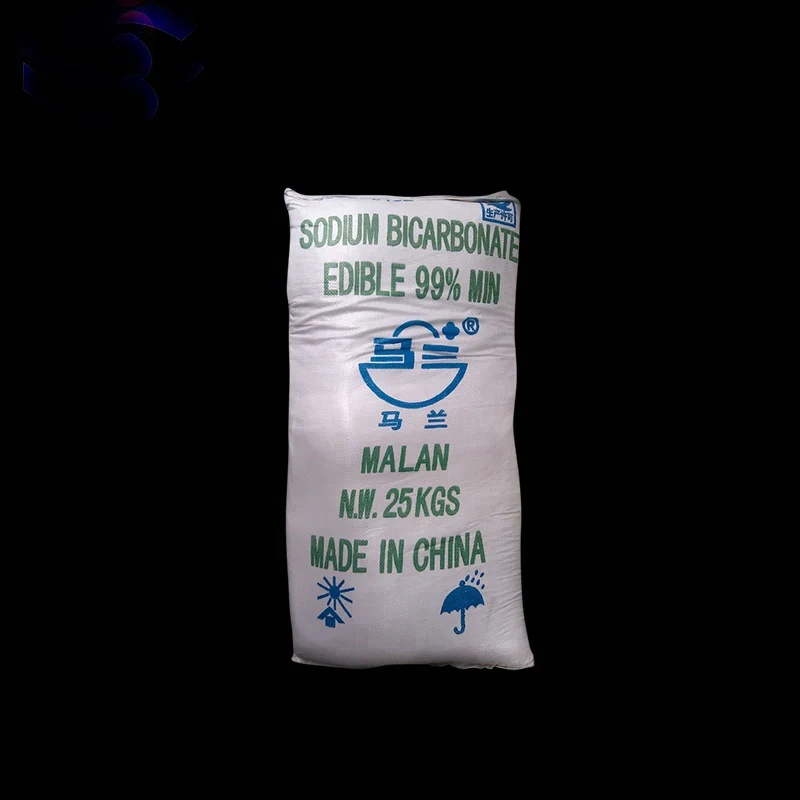 SODIUM BICARBONATE
EDIBLE 99% MIN
马兰®
马兰
MALAN
N.W. 25KGS
MADE IN CHINA